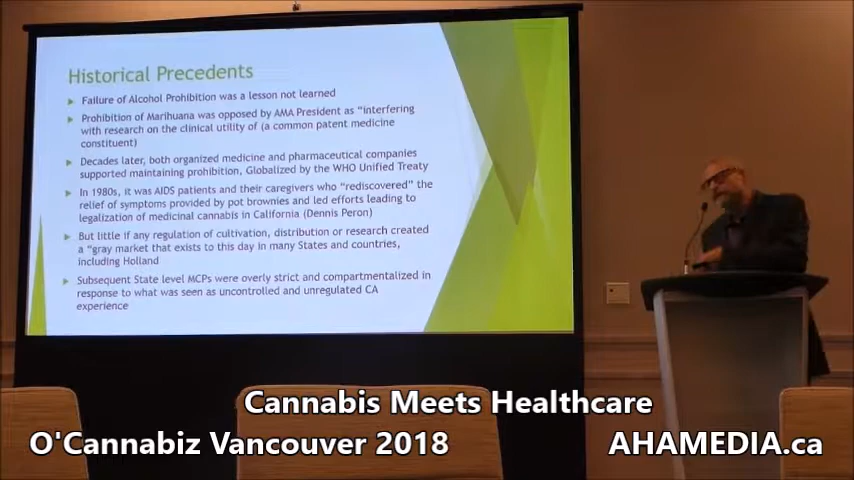 Historical Precedents
Failure of Alcohol Prohibition was a lesson not learned
Prohibition of Marihuana was opposed by AMA President as "interfering
with research on the clinical utility of (a common patent medicine
constituent)
Decades later, both organized medicine and pharmaceutical companies
supported maintaining prohibition, Globalized by the WHO Unified Treaty
In 1980s, it was AIDS patients and their caregivers who "rediscovered" the
relief of symptoms provided by pot brownies and led efforts leading to
legalization of medicinal cannabis in California (Dennis Peron)
But little if any regulation of cultivation, distribution or research created
a "gray market that exists to this day in many States and countries,
including Holland
Subsequent State level MCPs were overly strict and compartmentalized in
response to what was seen as uncontrolled and unregulated CA
experience
Cannabis Meets Healthcare
O'Cannabiz Vancouver 2018
AHAMEDIA.ca